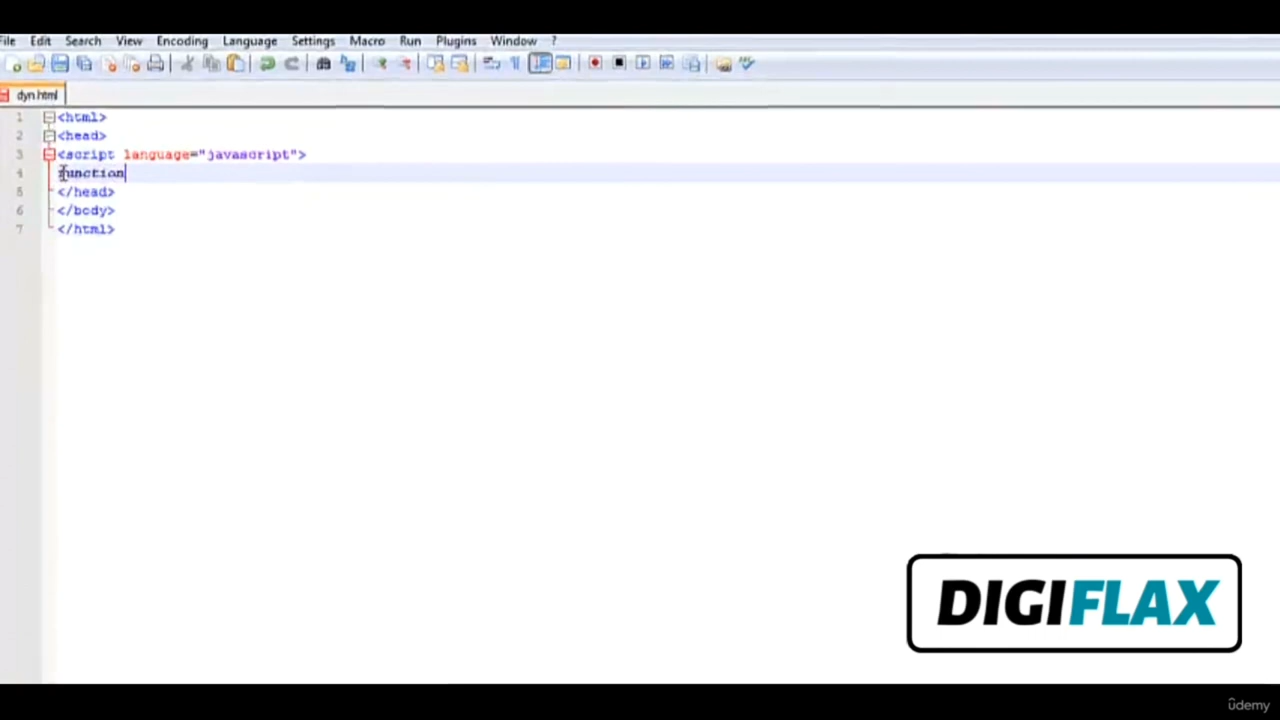 File Edit Search View Encoding Language Settings Macro Run Plugins Window ?
dyn html
1 <html>
2 <head>
3 <script language="javascript">
4 function
5 </head>
6 </body>
7 </html>
DIGIFLAX
ûdemy